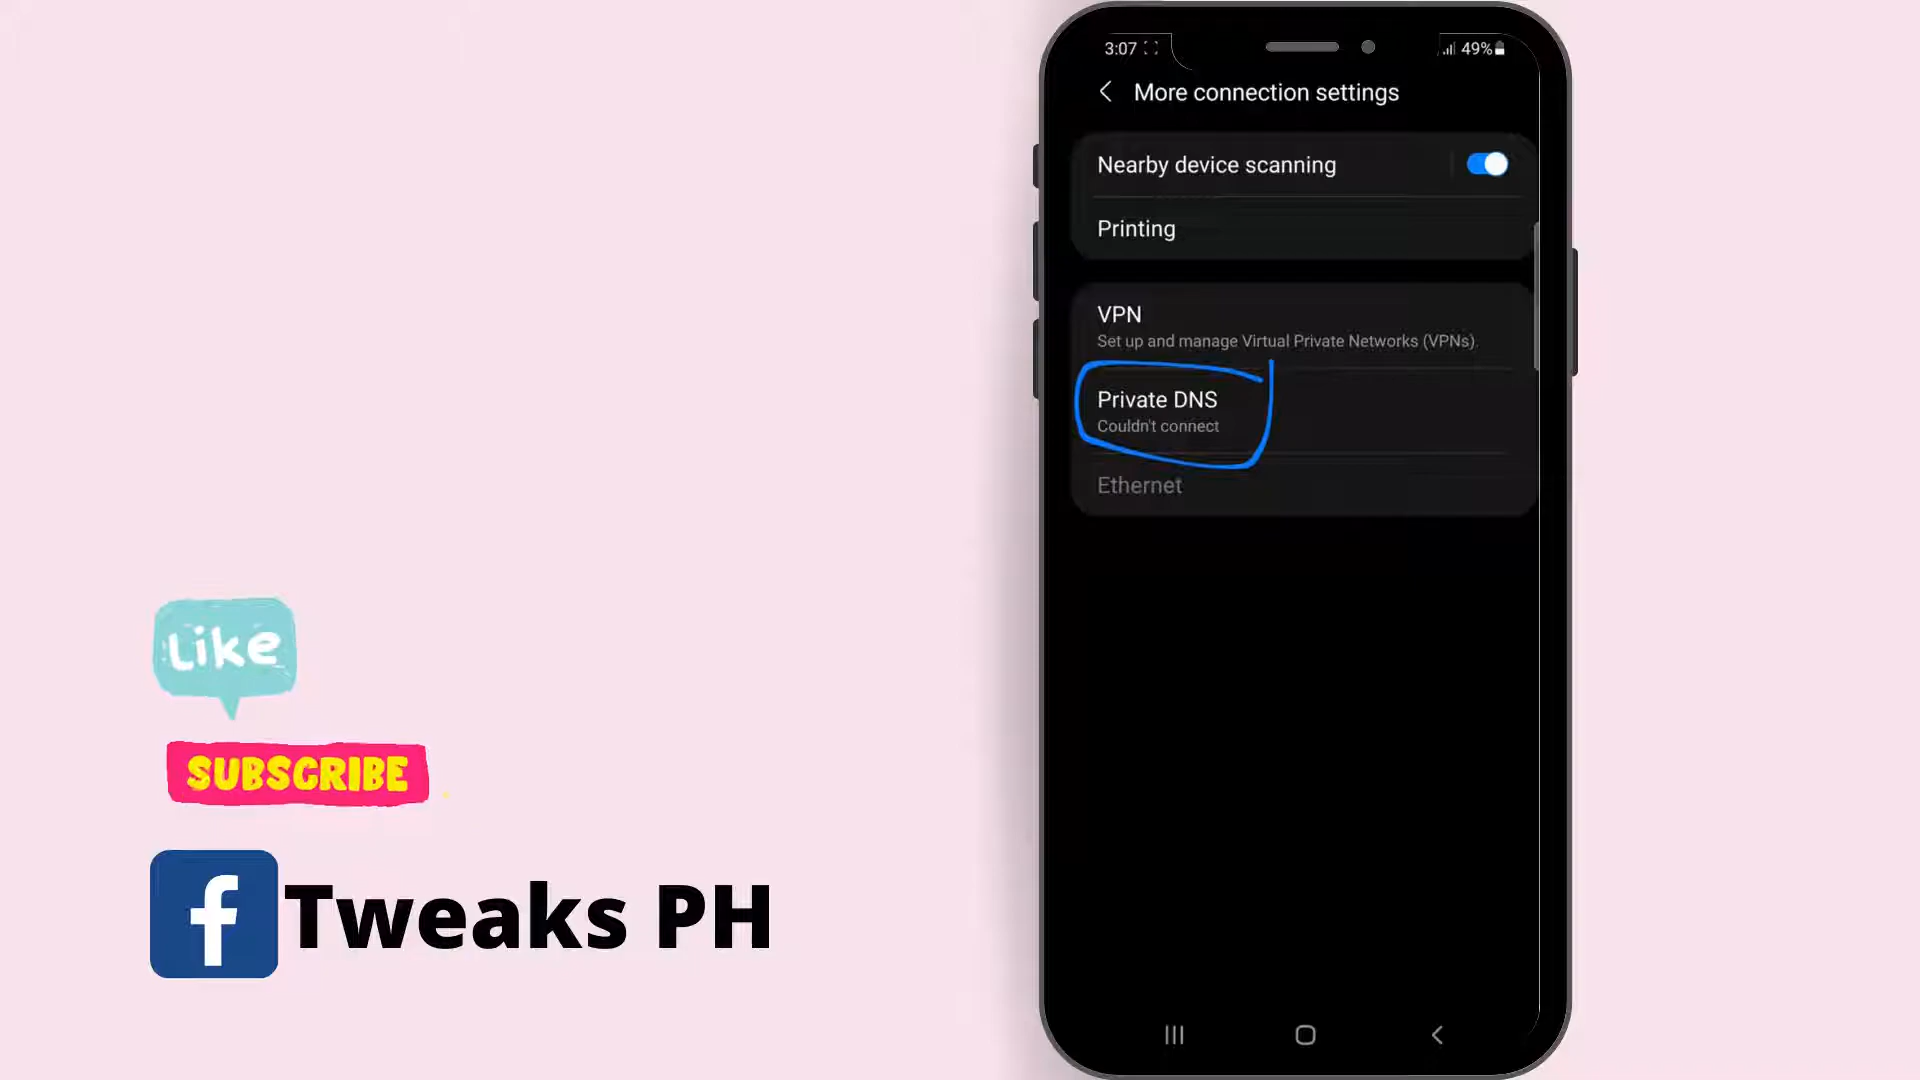 3:07
49%
More connection settings
Nearby device scanning
Printing
VPN
Set up and manage Virtual Private Networks (VPNs).
Private DNS
Couldn't connect
Ethernet
Like
SUBSCRIBE
f
Tweaks PH